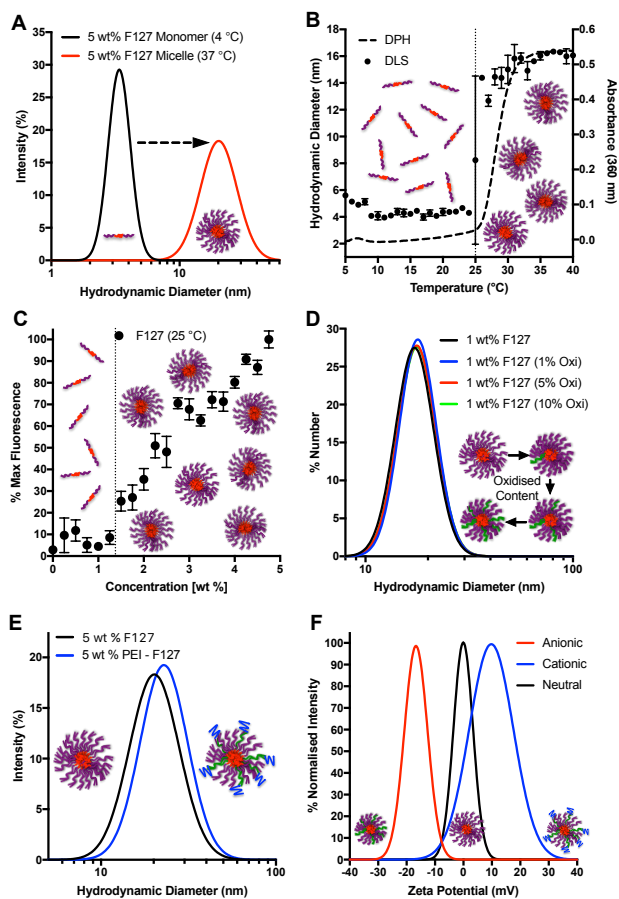 A
5 wt% F127 Monomer (4 °C)
5 wt% F127 Micelle (37 °C)
Intensity (%)
40
30
20
10
0
1
10
Hydrodynamic Diameter (nm)
B
DPH
DLS
Hydrodynamic Diameter (nm)
18
16
14
12
10
8
6
4
2
Absorbance (360 nm)
0.6
0.5
0.4
0.3
0.2
0.1
0.0
5 10 15 20 25 30 35 40
Temperature (°C)
C
F127 (25 °C)
% Max Fluorescence
100
90
80
70
60
50
40
30
20
10
0
0 1 2 3 4 5
Concentration [wt %]
D
1 wt% F127
1 wt% F127 (1% Oxi)
1 wt% F127 (5% Oxi)
1 wt% F127 (10% Oxi)
Oxidised
Content
% Number
30
25
20
15
10
5
0
10 100
Hydrodynamic Diameter (nm)
E
5 wt % F127
5 wt % PEI - F127
Intensity (%)
20
15
10
5
0
10 100
Hydrodynamic Diameter (nm)
F
Anionic
Cationic
Neutral
% Normalised Intensity
100
90
80
70
60
50
40
30
20
10
0
-40 -30 -20 -10 0 10 20 30 40
Zeta Potential (mV)